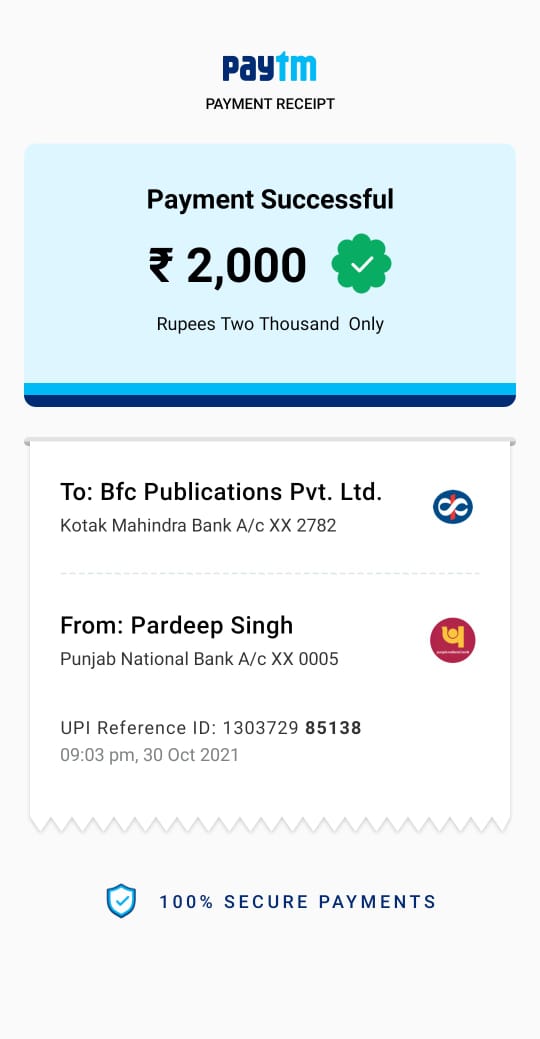 paytm
PAYMENT RECEIPT
Payment Successful
₹ 2,000
Rupees Two Thousand Only
To: Bfc Publications Pvt. Ltd.
Kotak Mahindra Bank A/c XX 2782
From: Pardeep Singh
Punjab National Bank A/c XX 0005
UPI Reference ID: 1303729 85138
09:03 pm, 30 Oct 2021
100% SECURE PAYMENTS